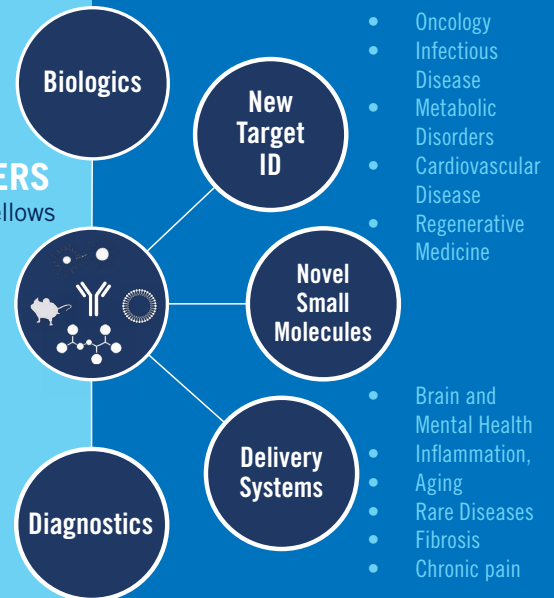 Biologics
New
Target
ID
ERS
ellows
Novel
Small
Molecules
Delivery
Systems
Diagnostics
• Oncology
• Infectious
Disease
• Metabolic
Disorders
• Cardiovascular
Disease
• Regenerative
Medicine
• Brain and
Mental Health
• Inflammation,
• Aging
• Rare Diseases
• Fibrosis
• Chronic pain